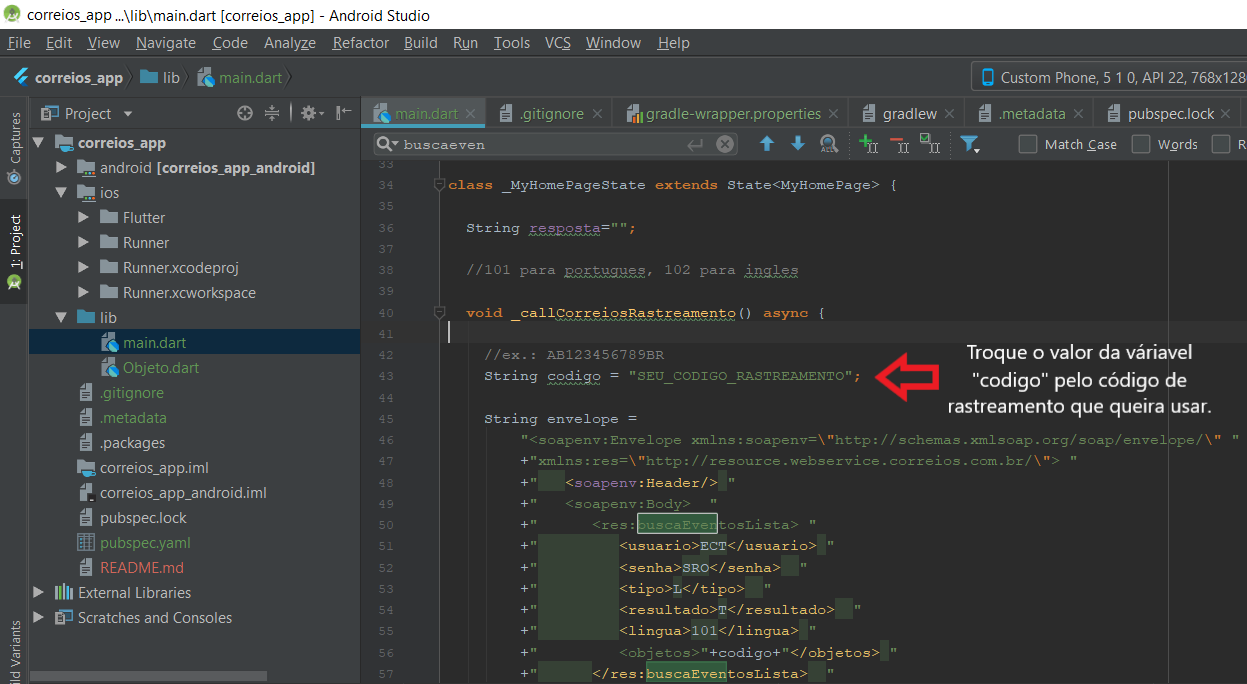 correios_app ...\lib\main.dart [correios_app] - Android Studio
File Edit View Navigate Code Analyze Refactor Build Run Tools VCS Window Help
correios_app lib main.dart Custom Phone, 5 1 0, API 22, 768x128
Project
main.dart .gitignore gradle-wrapper.properties gradlew .metadata pubspec.lock
buscaeven Match Case Words R
Captures
1: Project
ild Variants
correios_app
android [correios_app_android]
ios
Flutter
Runner
Runner.xcodeproj
Runner.xcworkspace
lib
main.dart
Objeto.dart
.gitignore
.metadata
.packages
correios_app.iml
correios_app_android.iml
pubspec.lock
pubspec.yaml
README.md
External Libraries
Scratches and Consoles
33
34 class _MyHomePageState extends State<MyHomePage> {
35
36 String resposta="";
37
38 //101 para portugues, 102 para ingles
39
40 void _callCorreiosRastreamento() async {
41
42 //ex.: AB123456789BR
43 String codigo = "SEU_CODIGO_RASTREAMENTO";
44
45 String envelope =
46 "<soapenv:Envelope xmlns:soapenv=\"http://schemas.xmlsoap.org/soap/envelope/\" "
47 +"xmlns:res=\"http://resource.webservice.correios.com.br/\"> "
48 +" <soapenv:Header/> "
49 +" <soapenv:Body> "
50 +" <res:buscaEventosLista> "
51 +" <usuario>ECT</usuario> "
52 +" <senha>SRO</senha> "
53 +" <tipo>L</tipo> "
54 +" <resultado>T</resultado> "
55 +" <lingua>101</lingua> "
56 +" <objetos>"+codigo+"</objetos> "
57 +" </res:buscaEventosLista> "
Troque o valor da váriavel
"codigo" pelo código de
rastreamento que queira usar.